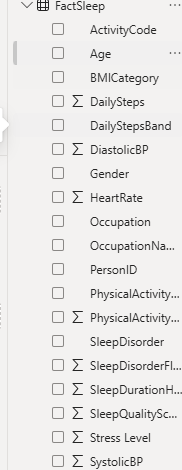 FactSleep
ActivityCode
Age
BMICategory
∑ DailySteps
DailyStepsBand
∑ DiastolicBP
Gender
∑ HeartRate
Occupation
OccupationNa...
PersonID
PhysicalActivity...
∑ PhysicalActivity...
SleepDisorder
∑ SleepDisorderFl...
∑ SleepDurationH...
∑ SleepQualitySc...
∑ Stress Level
∑ SystolicBP